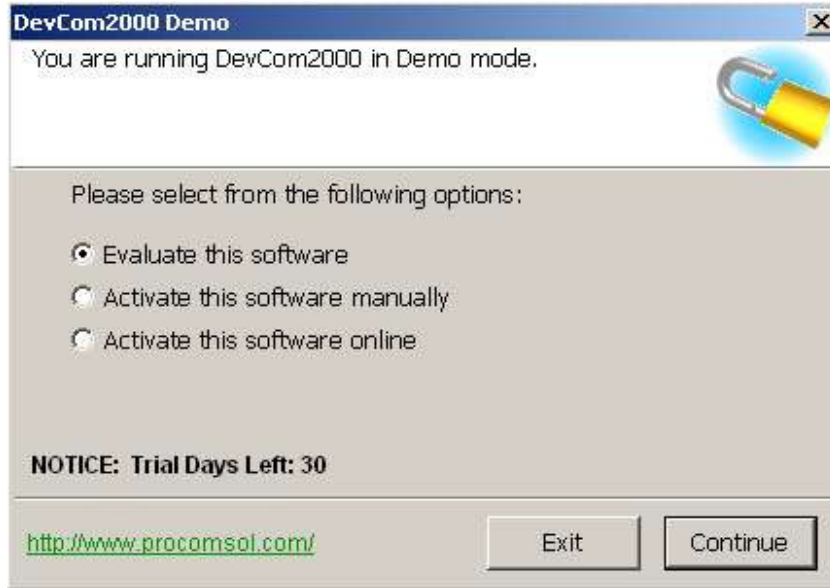 DevCom2000 Demo
You are running DevCom2000 in Demo mode.
Please select from the following options:
Evaluate this software
Activate this software manually
Activate this software online
NOTICE: Trial Days Left: 30
http://www.procomsol.com/
Exit
Continue